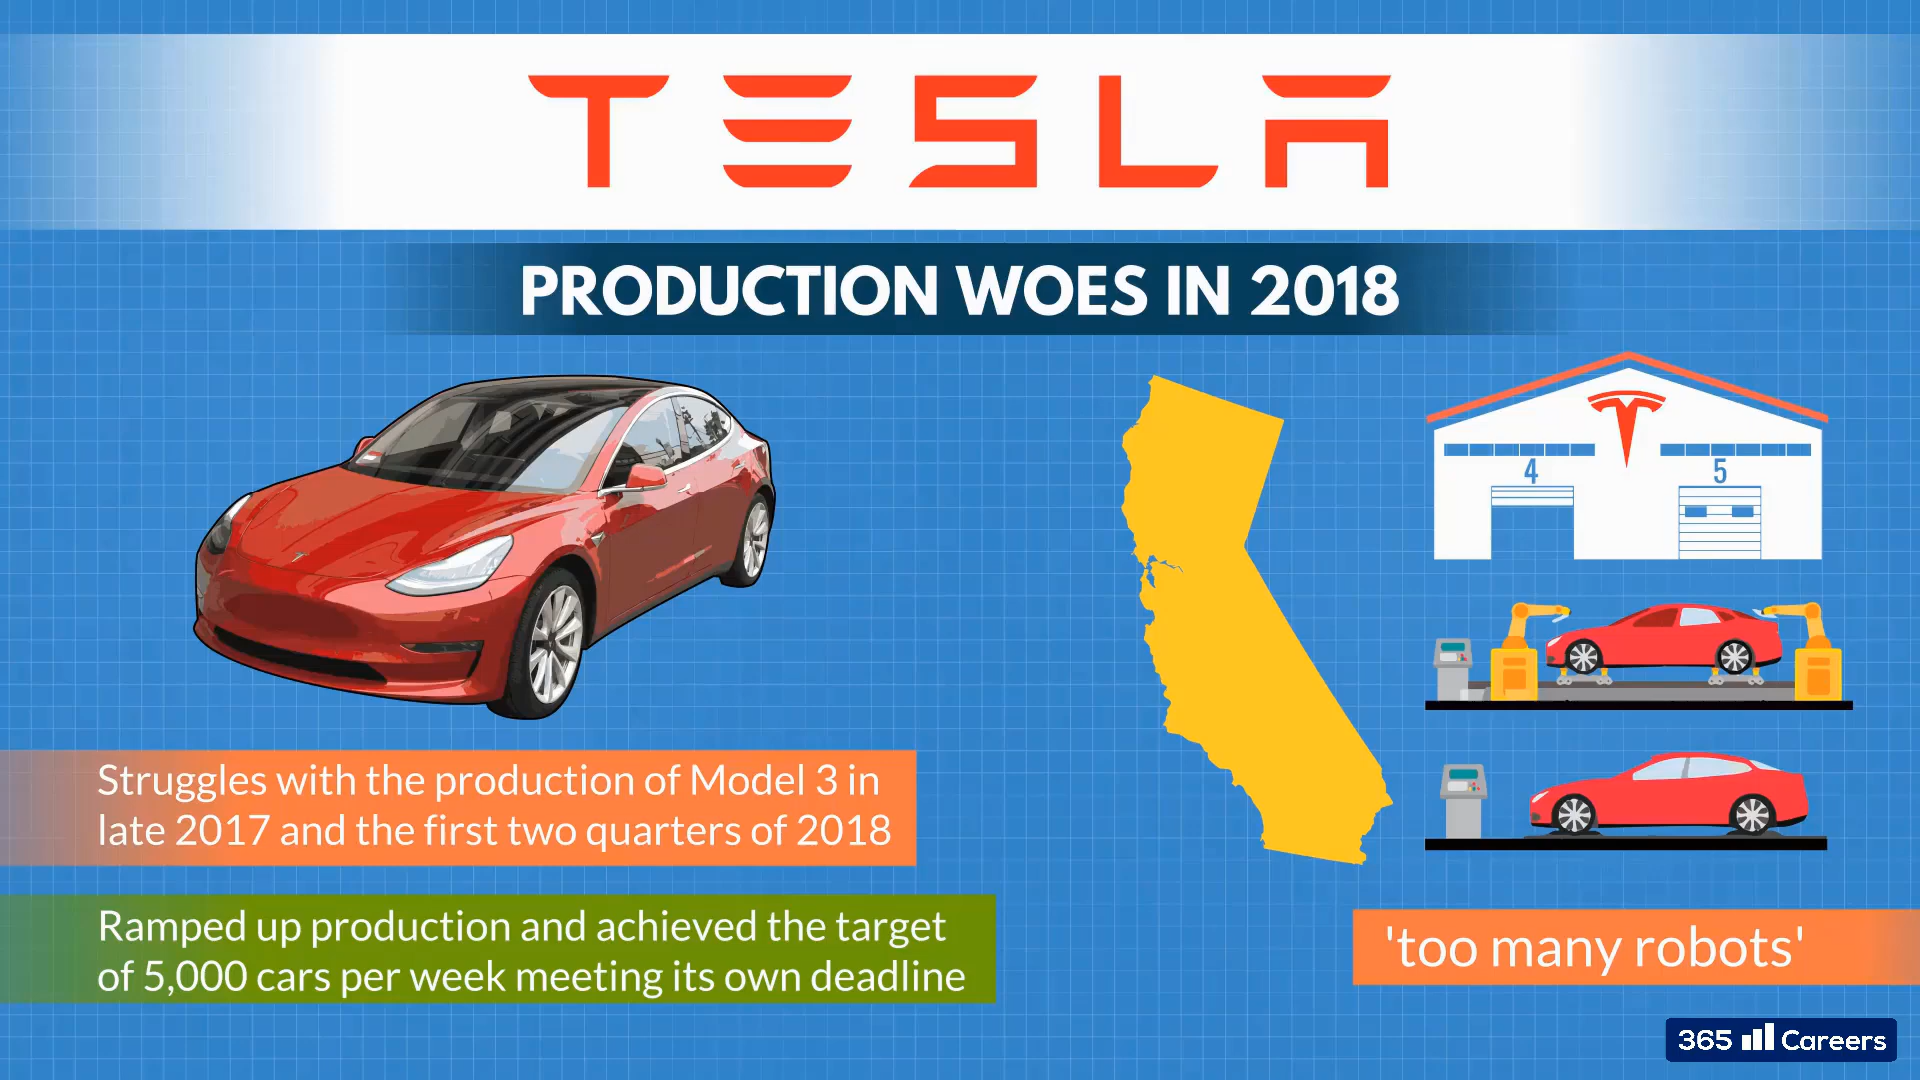 TESLA
PRODUCTION WOES IN 2018
4
5
Struggles with the production of Model 3 in
late 2017 and the first two quarters of 2018
Ramped up production and achieved the target
of 5,000 cars per week meeting its own deadline
'too many robots'
365 Careers